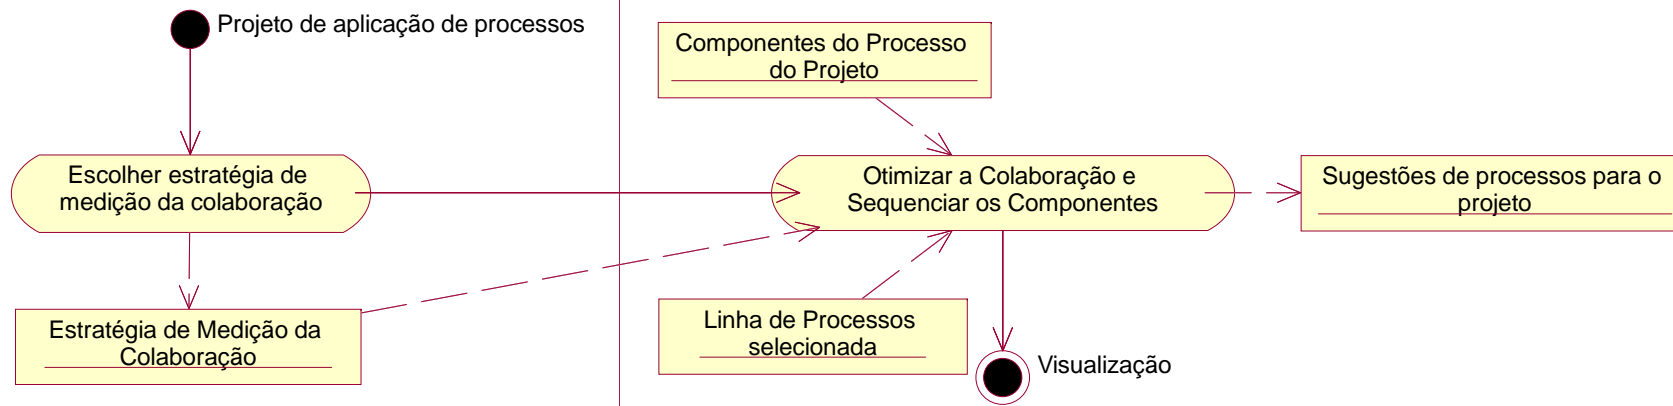 Projeto de aplicação de processos
Componentes do Processo
do Projeto
Escolher estratégia de
medição da colaboração
Otimizar a Colaboração e
Sequenciar os Componentes
Sugestões de processos para o
projeto
Estratégia de Medição da
Colaboração
Linha de Processos
selecionada
Visualização